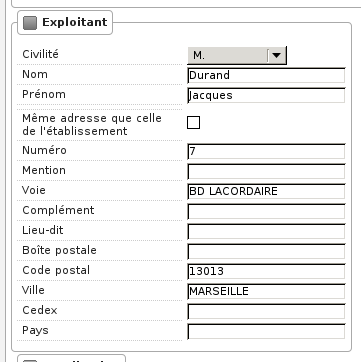 Exploitant
Civilité M.
Nom Durand
Prénom Jacques
Même adresse que celle
de l'établissement
Numéro 7
Mention
Voie BD LACORDAIRE
Complément
Lieu-dit
Boîte postale
Code postal 13013
Ville MARSEILLE
Cedex
Pays